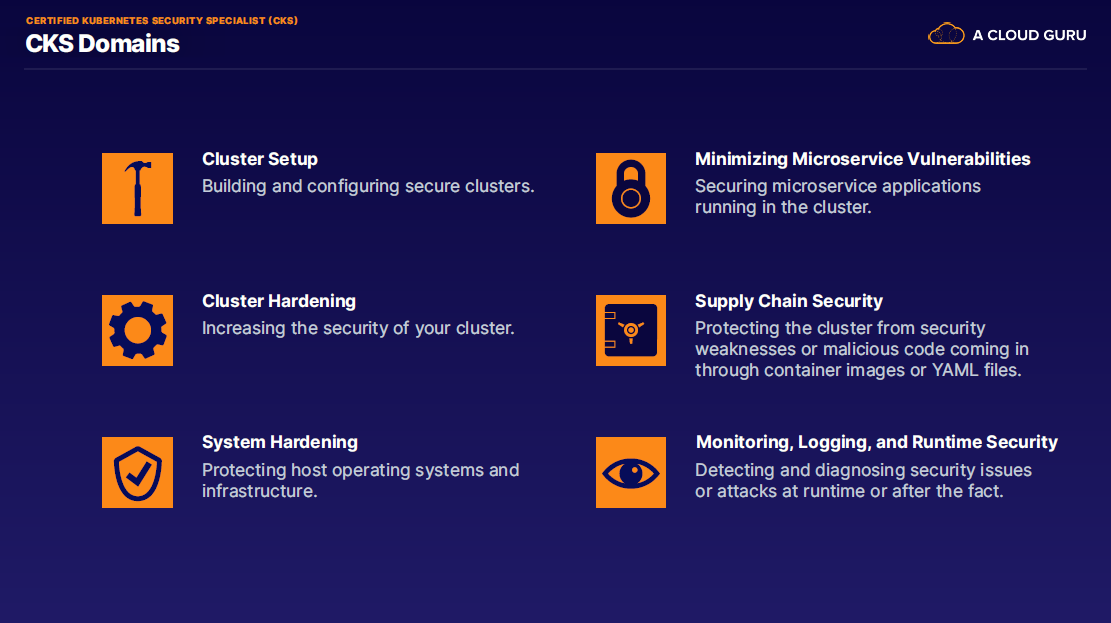 CERTIFIED KUBERNETES SECURITY SPECIALIST (CKS)
CKS Domains
A CLOUD GURU
Cluster Setup
Building and configuring secure clusters.
Cluster Hardening
Increasing the security of your cluster.
System Hardening
Protecting host operating systems and
infrastructure.
Minimizing Microservice Vulnerabilities
Securing microservice applications
running in the cluster.
Supply Chain Security
Protecting the cluster from security
weaknesses or malicious code coming in
through container images or YAML files.
Monitoring, Logging, and Runtime Security
Detecting and diagnosing security issues
or attacks at runtime or after the fact.